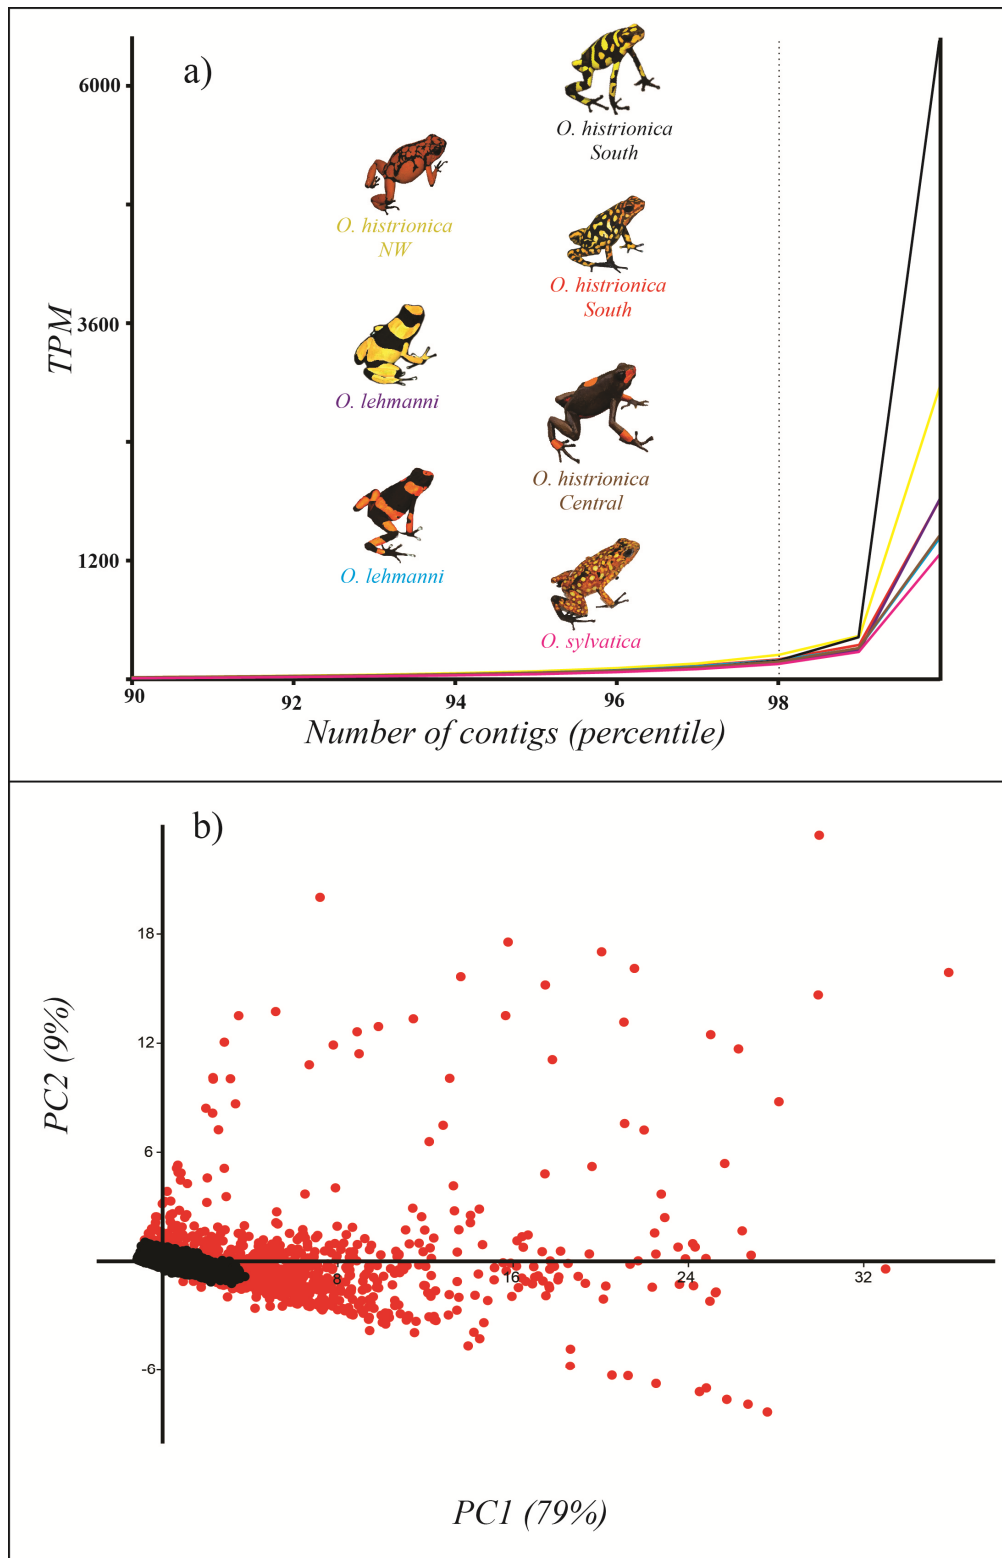 a)
6000
3600
1200
TPM
O. histrionica
South
O. histrionica
NW
O. histrionica
South
O. lehmanni
O. histrionica
Central
O. lehmanni
O. sylvatica
90
92
94
96
98
Number of contigs (percentile)
b)
18
12
6
-6
8
16
24
32
PC2 (9%)
PC1 (79%)